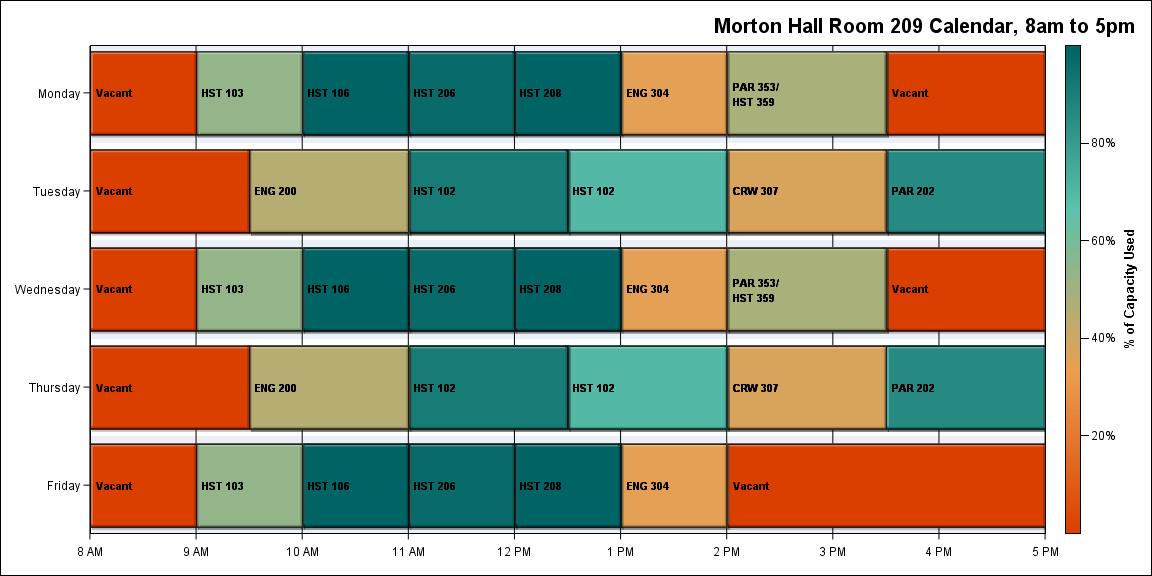 Morton Hall Room 209 Calendar, 8am to 5pm
Monday
Vacant
HST 103
HST 106
HST 206
HST 208
ENG 304
PAR 353/
HST 359
Vacant
Tuesday
Vacant
ENG 200
HST 102
HST 102
CRW 307
PAR 202
Wednesday
Vacant
HST 103
HST 106
HST 206
HST 208
ENG 304
PAR 353/
HST 359
Vacant
Thursday
Vacant
ENG 200
HST 102
HST 102
CRW 307
PAR 202
Friday
Vacant
HST 103
HST 106
HST 206
HST 208
ENG 304
Vacant
8 AM
9 AM
10 AM
11 AM
12 PM
1 PM
2 PM
3 PM
4 PM
5 PM
80%
60%
40%
20%
% of Capacity Used